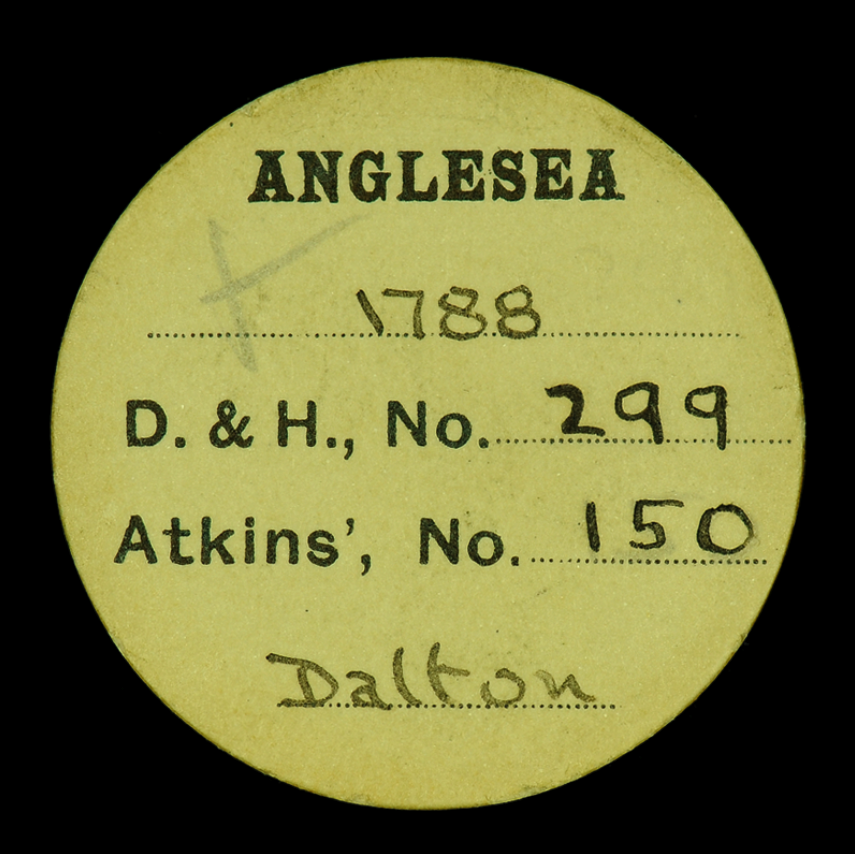 ANGLESEA
1788
D. & H., No. 299
Atkins', No. 150
Dalton